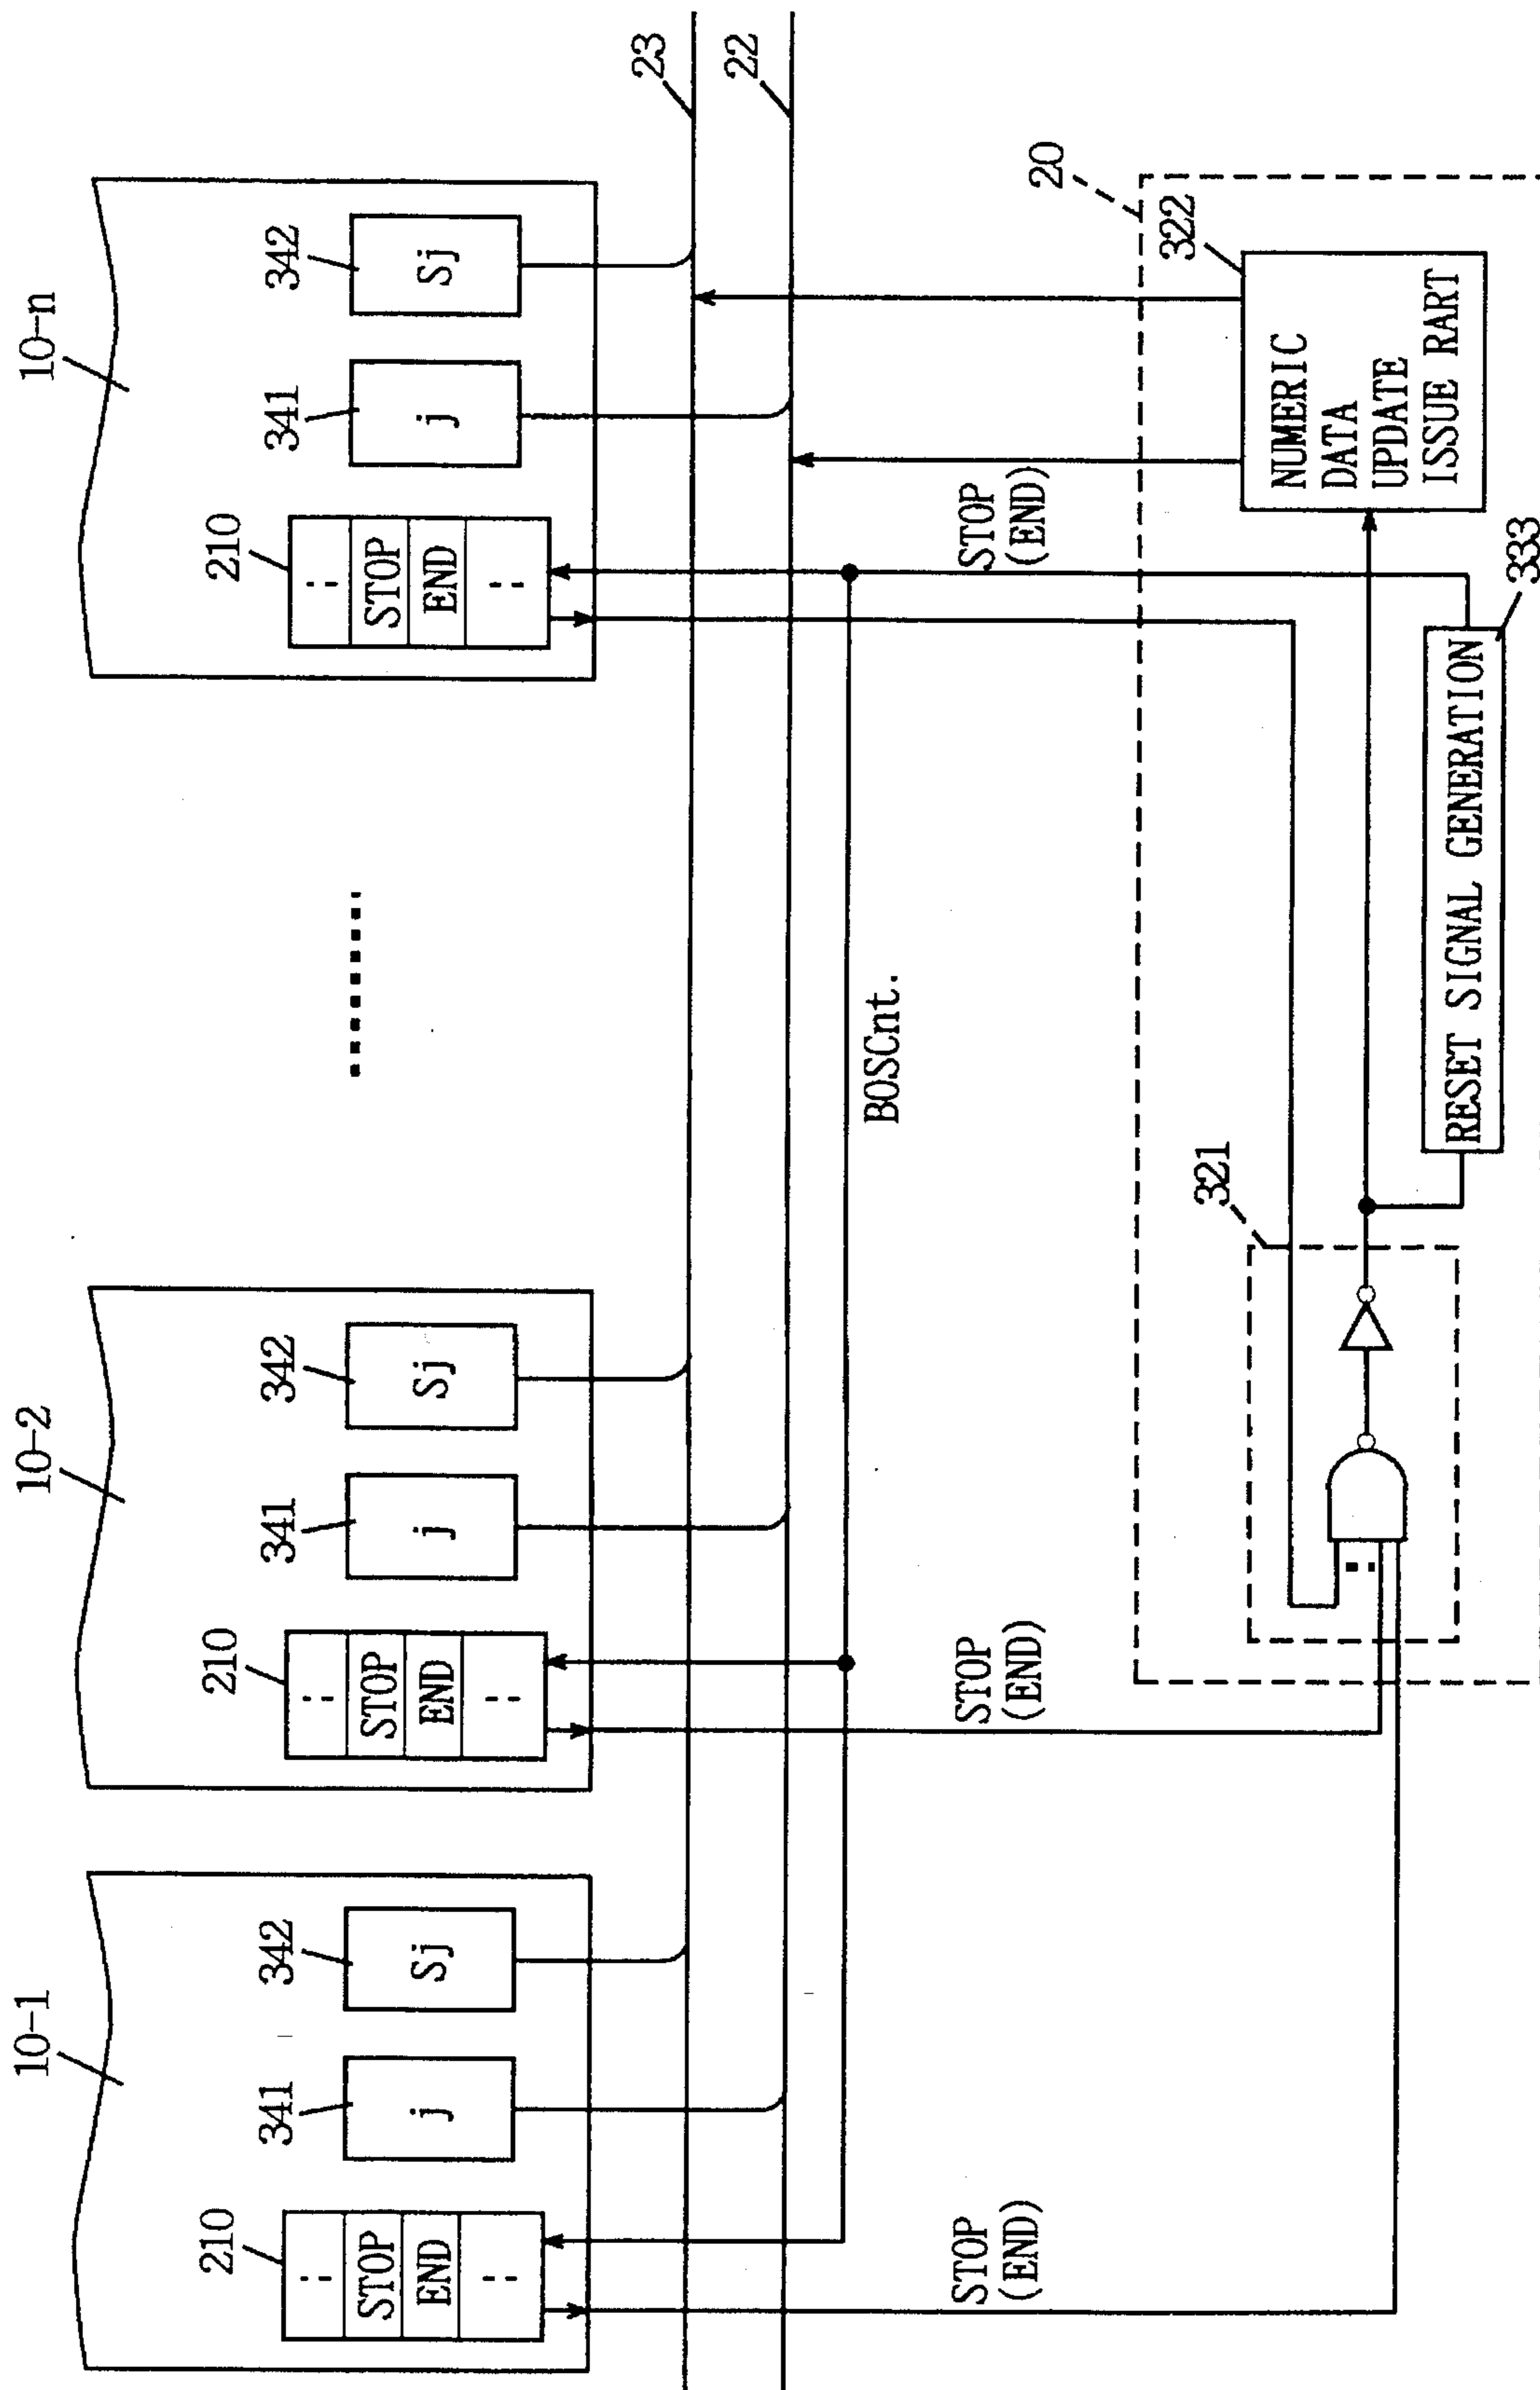 10-1
210
:
STOP
END
:
341
j
342
Sj
10-2
210
:
STOP
END
:
341
j
342
Sj
10-n
210
:
STOP
END
:
341
j
342
Sj
23
22
BOSCnt.
STOP
(END)
STOP
(END)
STOP
(END)
20
321
322
NUMERIC
DATA
UPDATE
ISSUE RART
RESET SIGNAL GENERATION
333